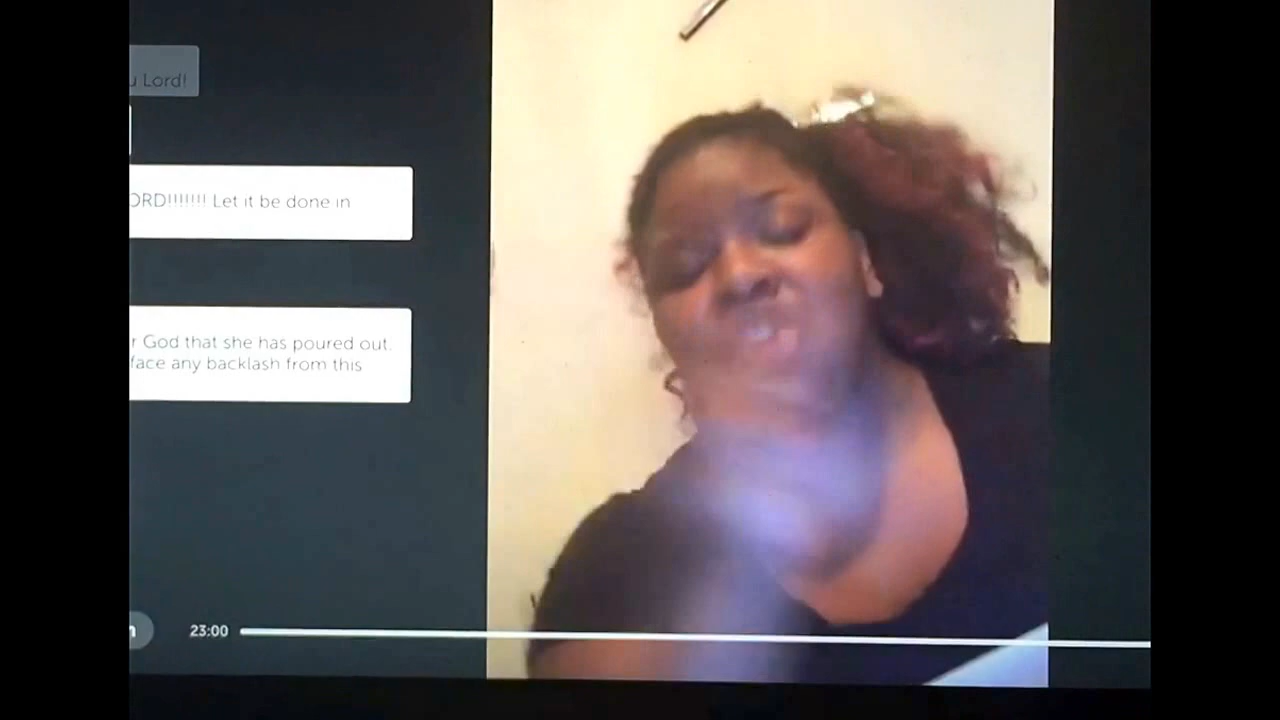 Lord!
!!!!!!! Let it be done in
God that she has poured out.
face any backlash from this
23:00